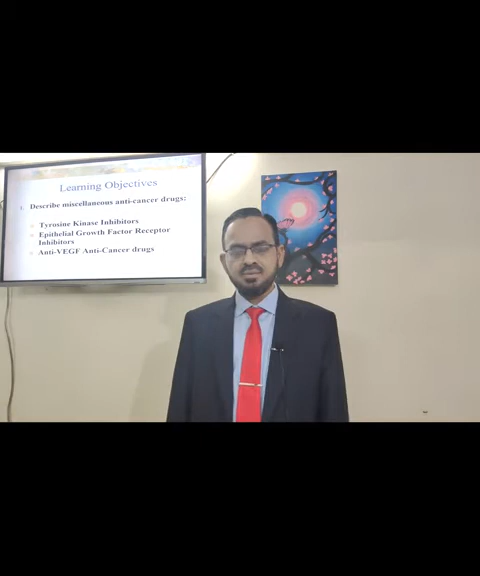 Learning Objectives
1. Describe miscellaneous anti-cancer drugs:
Tyrosine Kinase Inhibitors
Epithelial Growth Factor Receptor
Inhibitors
Anti-VEGF Anti-Cancer drugs